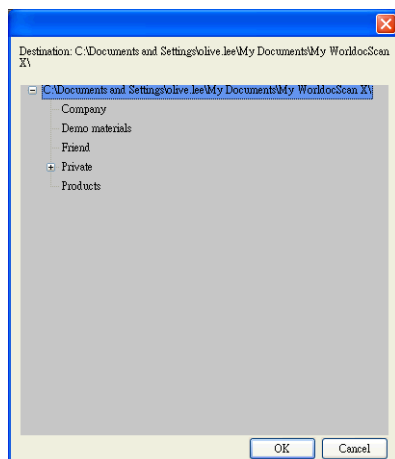 Destination: C:\Documents and Settings\olive.lee\My Documents\My WorldocScan
X\
C:\Documents and Settings\olive.lee\My Documents\My WorldocScan X\
Company
Demo materials
Friend
Private
Products
OK Cancel